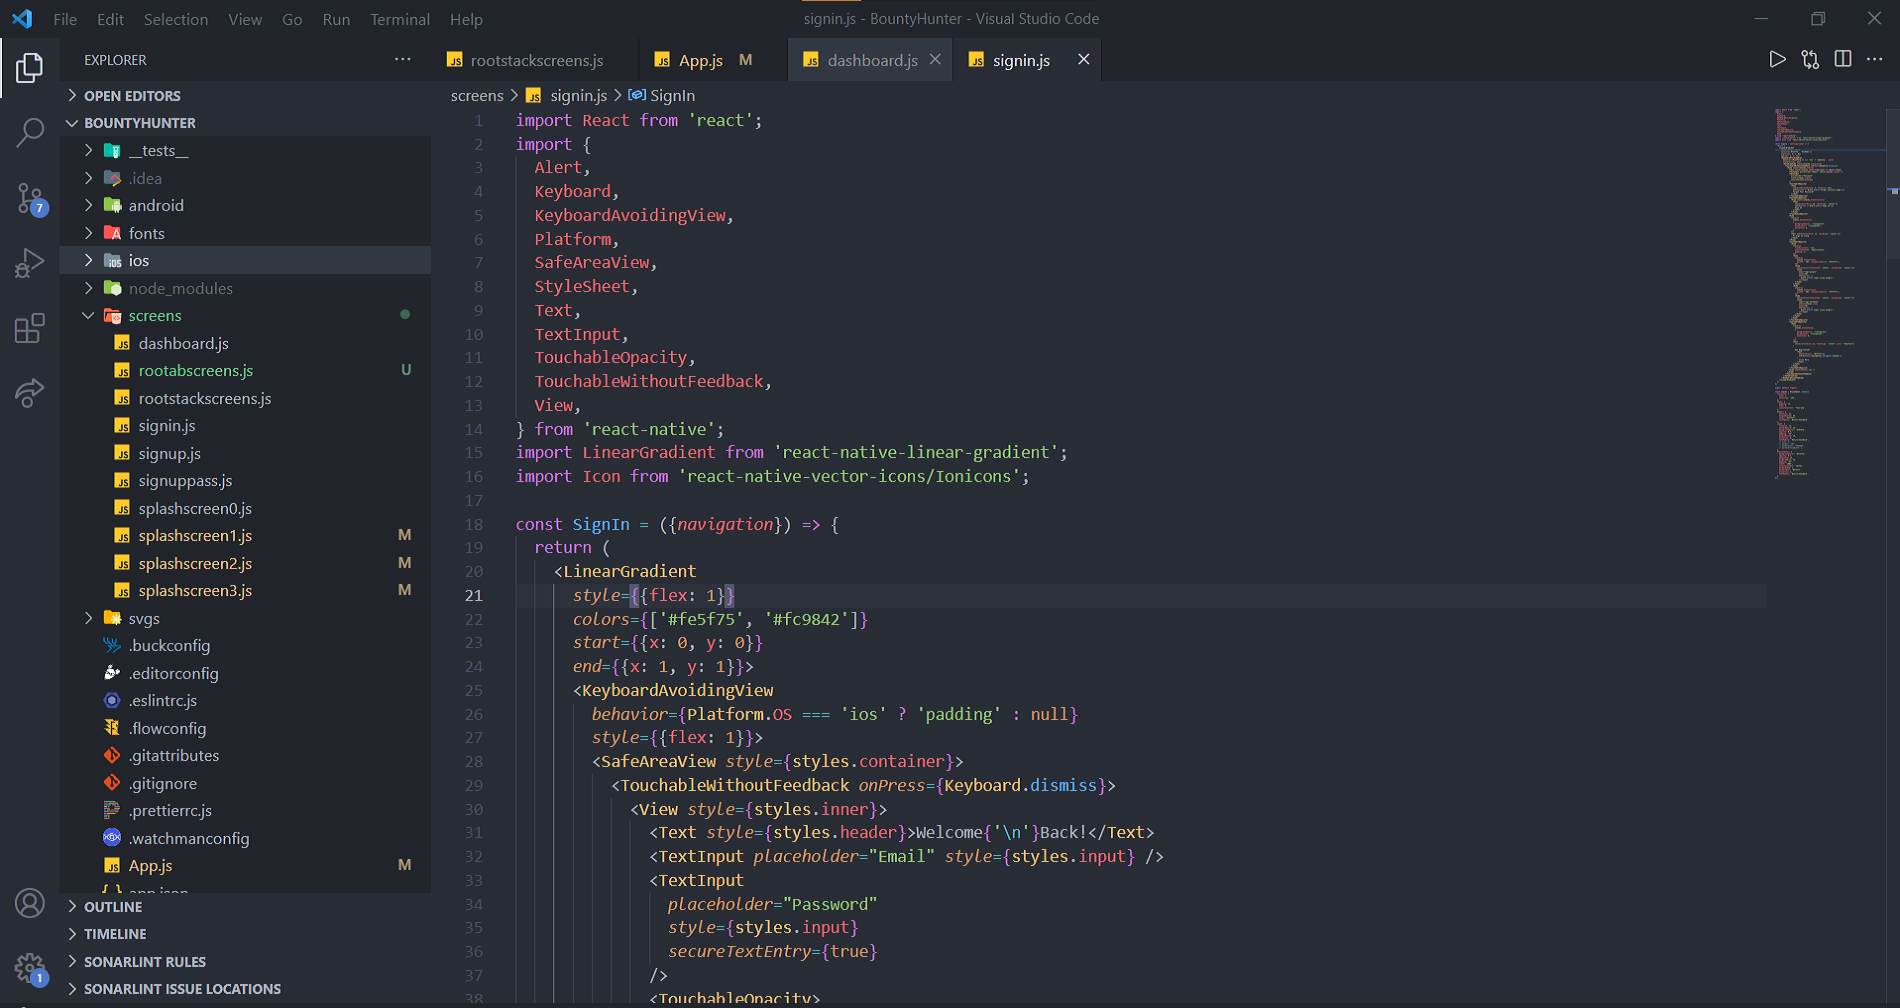 File Edit Selection View Go Run Terminal Help
signin.js - BountyHunter - Visual Studio Code
EXPLORER
rootstackscreens.js
App.js M
dashboard.js
signin.js
screens > signin.js > SignIn
OPEN EDITORS
BOUNTYHUNTER
__tests__
.idea
android
fonts
ios
node_modules
screens
dashboard.js
rootabscreens.js U
rootstackscreens.js
signin.js
signup.js
signuppass.js
splashscreen0.js
splashscreen1.js M
splashscreen2.js M
splashscreen3.js M
svgs
.buckconfig
.editorconfig
.eslintrc.js
.flowconfig
.gitattributes
.gitignore
.prettierrc.js
.watchmanconfig
App.js M
app.json
OUTLINE
TIMELINE
SONARLINT RULES
SONARLINT ISSUE LOCATIONS
7
1
1 import React from 'react';
2 import {
3 Alert,
4 Keyboard,
5 KeyboardAvoidingView,
6 Platform,
7 SafeAreaView,
8 StyleSheet,
9 Text,
10 TextInput,
11 TouchableOpacity,
12 TouchableWithoutFeedback,
13 View,
14 } from 'react-native';
15 import LinearGradient from 'react-native-linear-gradient';
16 import Icon from 'react-native-vector-icons/Ionicons';
17
18 const SignIn = ({navigation}) => {
19 return (
20 <LinearGradient
21 style={{flex: 1}}
22 colors={['#fe5f75', '#fc9842']}
23 start={{x: 0, y: 0}}
24 end={{x: 1, y: 1}}>
25 <KeyboardAvoidingView
26 behavior={Platform.OS === 'ios' ? 'padding' : null}
27 style={{flex: 1}}>
28 <SafeAreaView style={styles.container}>
29 <TouchableWithoutFeedback onPress={Keyboard.dismiss}>
30 <View style={styles.inner}>
31 <Text style={styles.header}>Welcome{'\n'}Back!</Text>
32 <TextInput placeholder="Email" style={styles.input} />
33 <TextInput
34 placeholder="Password"
35 style={styles.input}
36 secureTextEntry={true}
37 />
38 <TouchableOpacity>